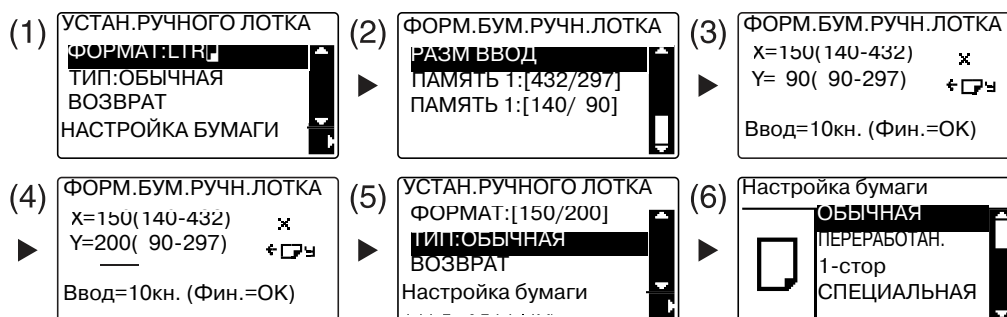 (1)
УСТАН.РУЧНОГО ЛОТКА
ФОРМАТ:LTR
ТИП:ОБЫЧНАЯ
ВОЗВРАТ
НАСТРОЙКА БУМАГИ
(2)
ФОРМ.БУМ.РУЧН.ЛОТКА
РАЗМ ВВОД
ПАМЯТЬ 1:[432/297]
ПАМЯТЬ 1:[140/ 90]
(3)
ФОРМ.БУМ.РУЧН.ЛОТКА
X=150(140-432)
X
Y= 90( 90-297)
Y
Ввод=10кн. (Фин.=OK)
(4)
ФОРМ.БУМ.РУЧН.ЛОТКА
X=150(140-432)
X
Y=200( 90-297)
Y
Ввод=10кн. (Фин.=OK)
(5)
УСТАН.РУЧНОГО ЛОТКА
ФОРМАТ:[150/200]
ТИП:ОБЫЧНАЯ
ВОЗВРАТ
Настройка бумаги
(6)
Настройка бумаги
ОБЫЧНАЯ
ПЕРЕРАБОТАН.
1-стор
СПЕЦИАЛЬНАЯ